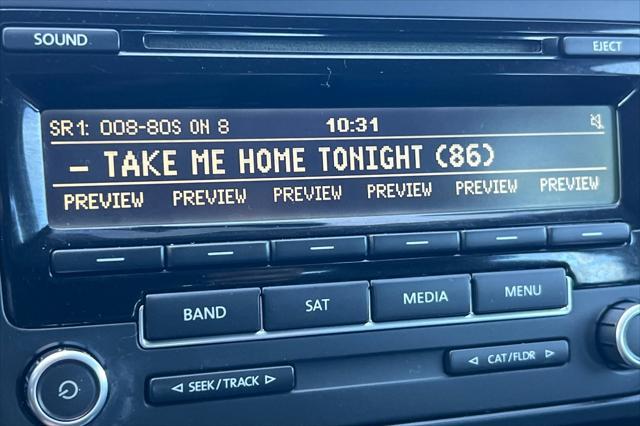 SOUND
EJECT
SR1: 008-80S ON 8 10:31
- TAKE ME HOME TONIGHT (86)
PREVIEW PREVIEW PREVIEW PREVIEW PREVIEW PREVIEW
BAND SAT MEDIA MENU
SEEK/TRACK
CAT/FLDR